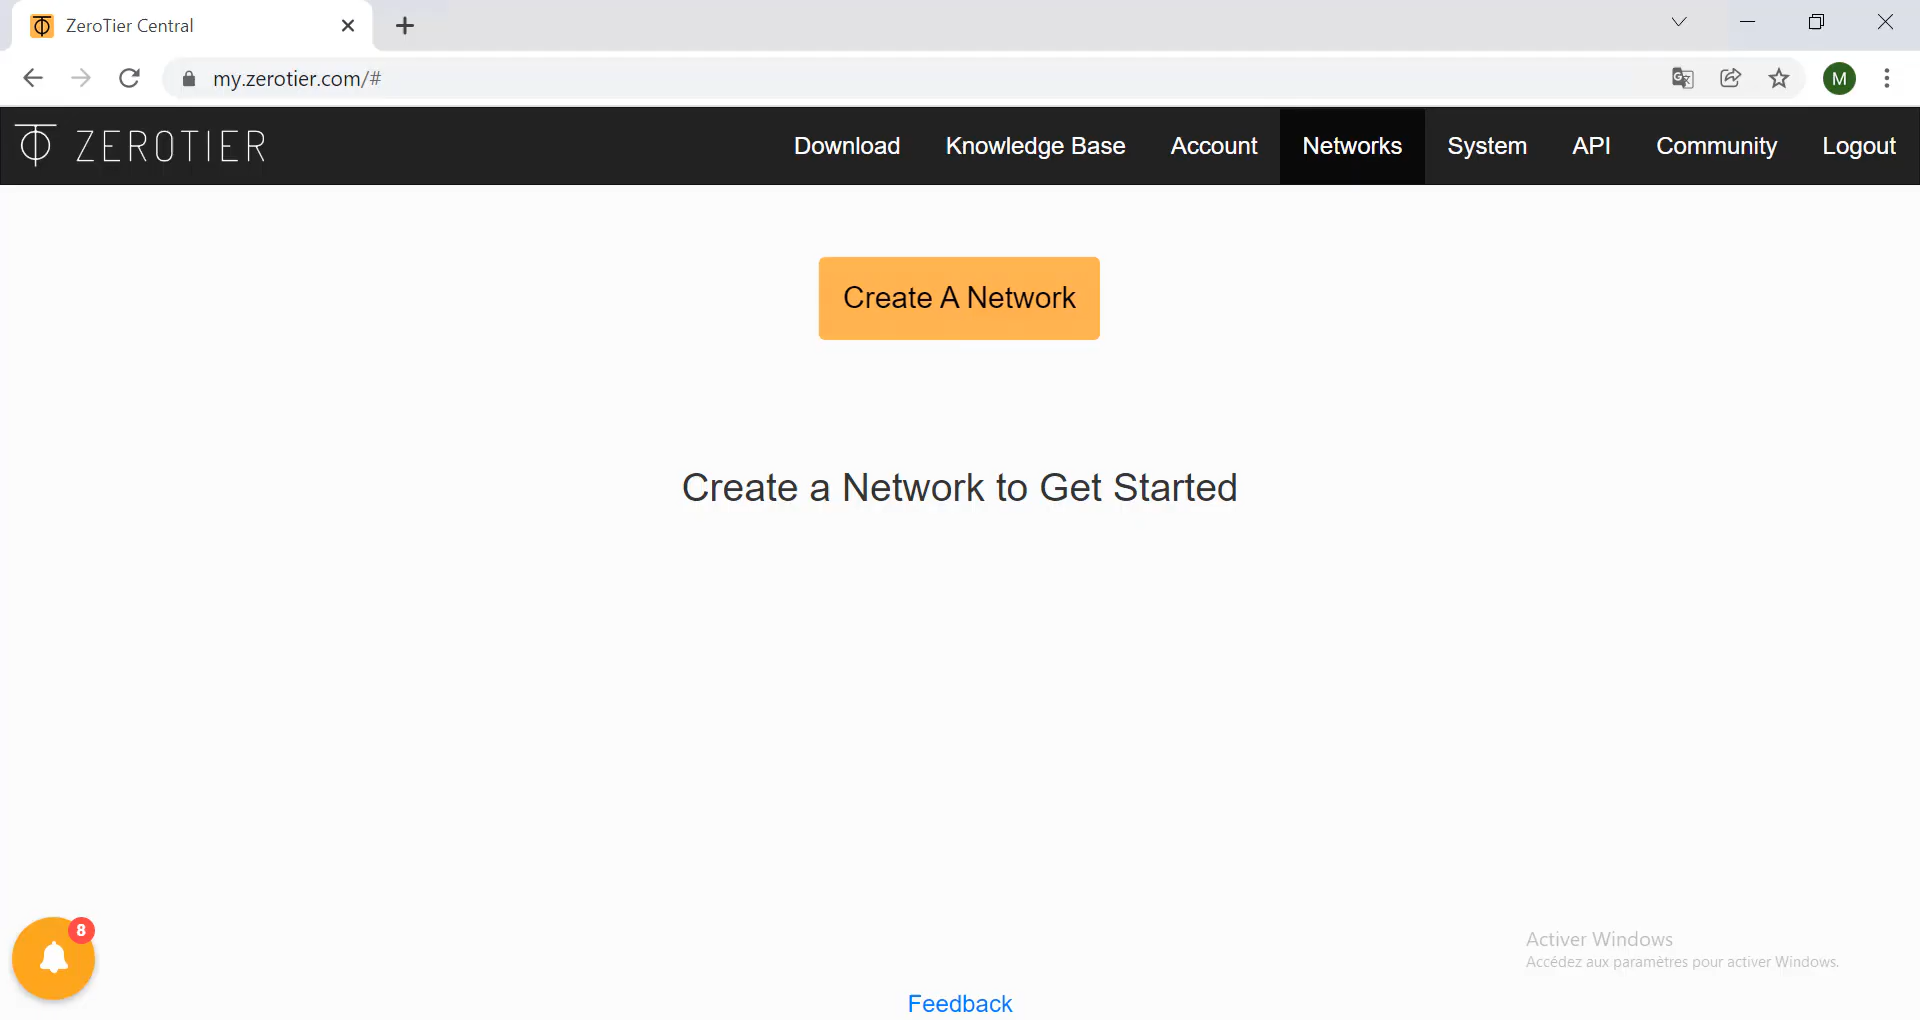 ZeroTier Central
my.zerotier.com/#
M
ZEROTIER
Download Knowledge Base Account Networks System API Community Logout
Create A Network
Create a Network to Get Started
8
Activer Windows
Accédez aux paramètres pour activer Windows.
Feedback